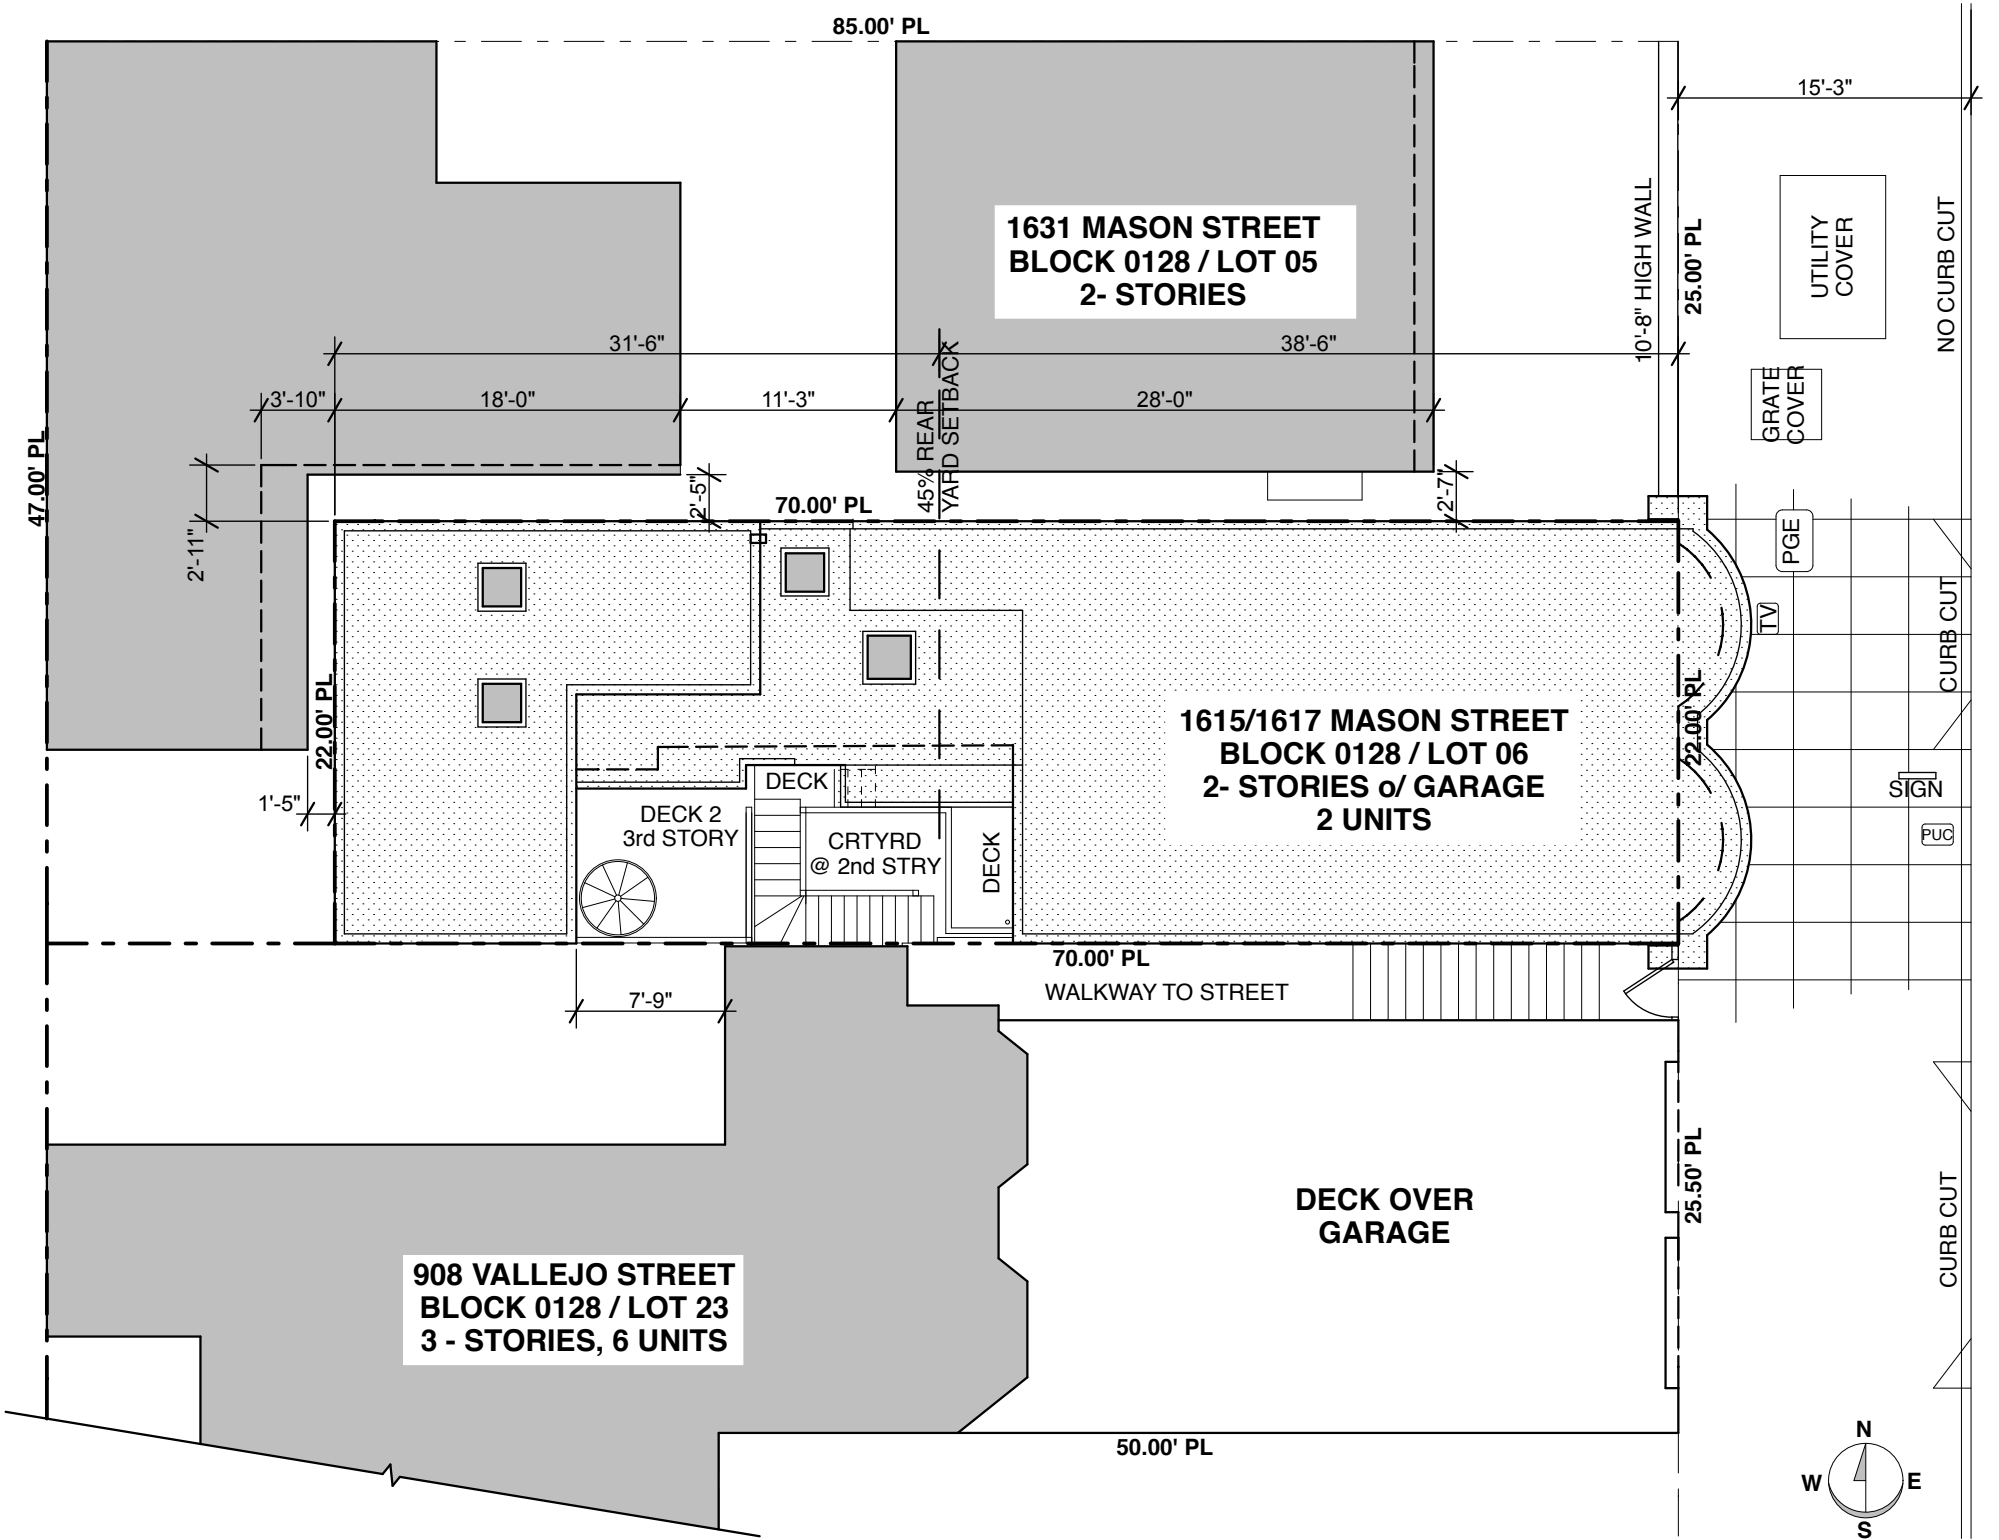 85.00' PL
15'-3"
1631 MASON STREET
BLOCK 0128 / LOT 05
2- STORIES
10'-8" HIGH WALL
25.00' PL
UTILITY
COVER
NO CURB CUT
31'-6"
38'-6"
3'-10"
18'-0"
11'-3"
28'-0"
45% REAR
YARD SETBACK
GRATE
COVER
47.00' PL
2'-11"
2'-5"
70.00' PL
2'-7"
PGE
TV
CURB CUT
22.00' PL
1615/1617 MASON STREET
BLOCK 0128 / LOT 06
2- STORIES o/ GARAGE
2 UNITS
22.00' PL
SIGN
PUC
1'-5"
DECK
DECK 2
3rd STORY
CRTYRD
@ 2nd STRY
DECK
70.00' PL
WALKWAY TO STREET
7'-9"
DECK OVER
GARAGE
25.50' PL
CURB CUT
908 VALLEJO STREET
BLOCK 0128 / LOT 23
3 - STORIES, 6 UNITS
50.00' PL
N
W
E
S